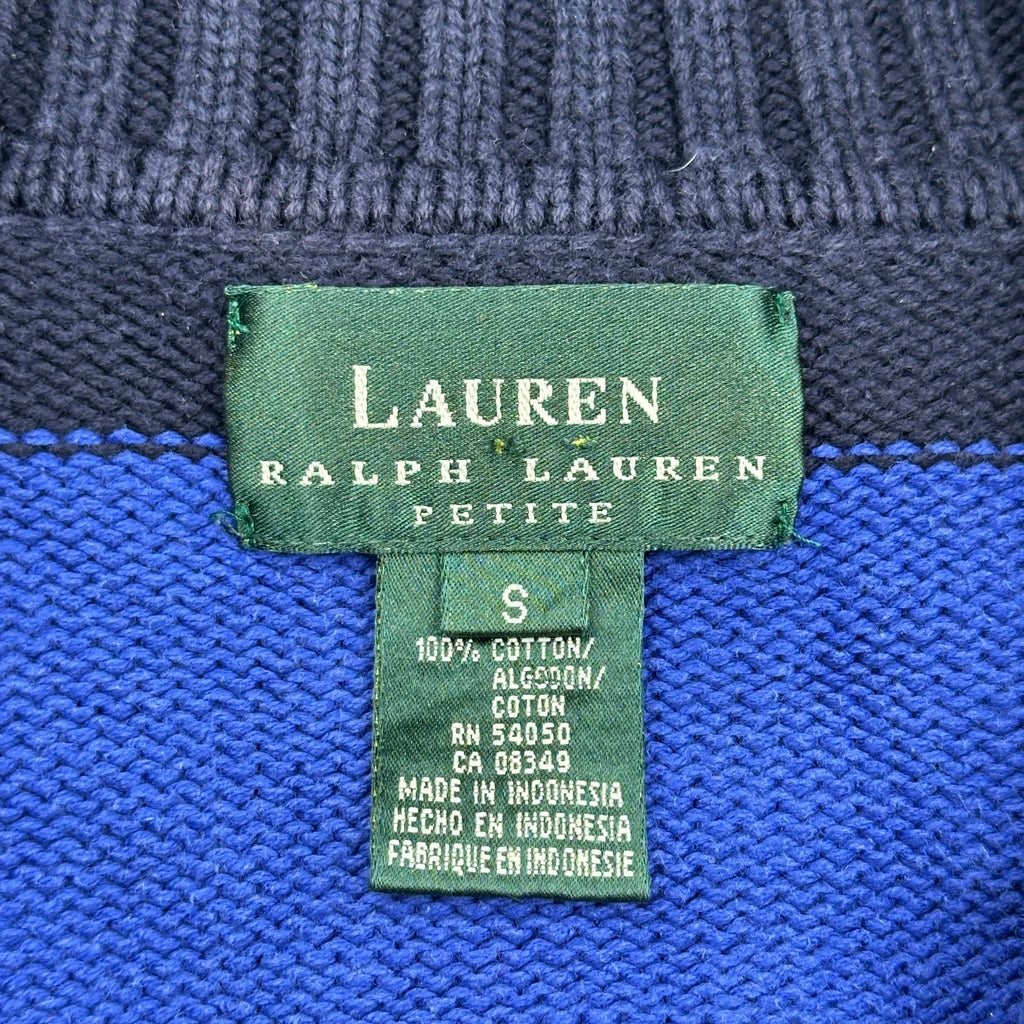 LAUREN
RALPH LAUREN
PETITE
S
100% COTTON/
ALGODON/
COTON
RN 54050
CA 08349
MADE IN INDONESIA
HECHO EN INDONESIA
FABRIQUE EN INDONESIE